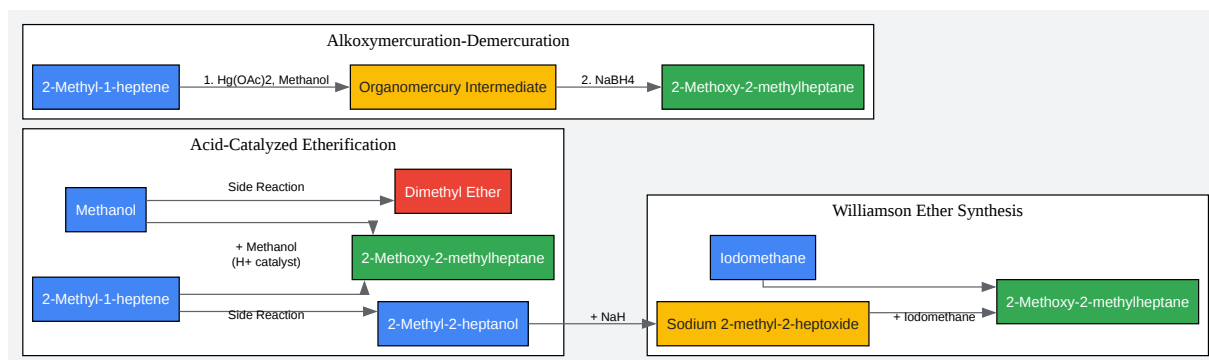 Alkoxymercuration-Demercuration
2-Methyl-1-heptene
1. Hg(OAc)2, Methanol
Organomercury Intermediate
2. NaBH4
2-Methoxy-2-methylheptane
Acid-Catalyzed Etherification
Methanol
Side Reaction
Dimethyl Ether
+ Methanol
(H+ catalyst)
2-Methoxy-2-methylheptane
2-Methyl-1-heptene
Side Reaction
2-Methyl-2-heptanol
+ NaH
Williamson Ether Synthesis
Iodomethane
Sodium 2-methyl-2-heptoxide
+ Iodomethane
2-Methoxy-2-methylheptane